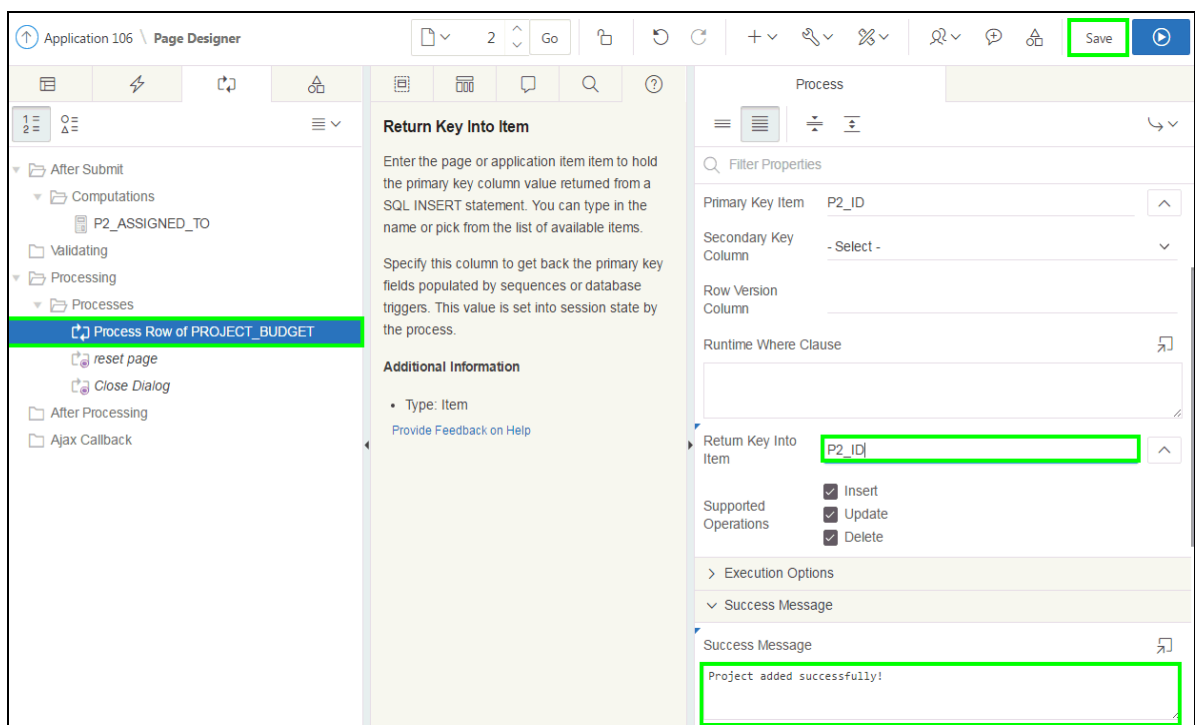 Application 106 \ Page Designer
2
Go
Save
Process
Return Key Into Item
Enter the page or application item item to hold
the primary key column value returned from a
SQL INSERT statement. You can type in the
name or pick from the list of available items.
Specify this column to get back the primary key
fields populated by sequences or database
triggers. This value is set into session state by
the process.
Additional Information
• Type: Item
Provide Feedback on Help
After Submit
Computations
P2_ASSIGNED_TO
Validating
Processing
Processes
Process Row of PROJECT_BUDGET
reset page
Close Dialog
After Processing
Ajax Callback
Filter Properties
Primary Key Item P2_ID
Secondary Key
Column
- Select -
Row Version
Column
Runtime Where Clause
Return Key Into
Item
P2_ID
Supported
Operations
Insert
Update
Delete
Execution Options
Success Message
Success Message
Project added successfully!